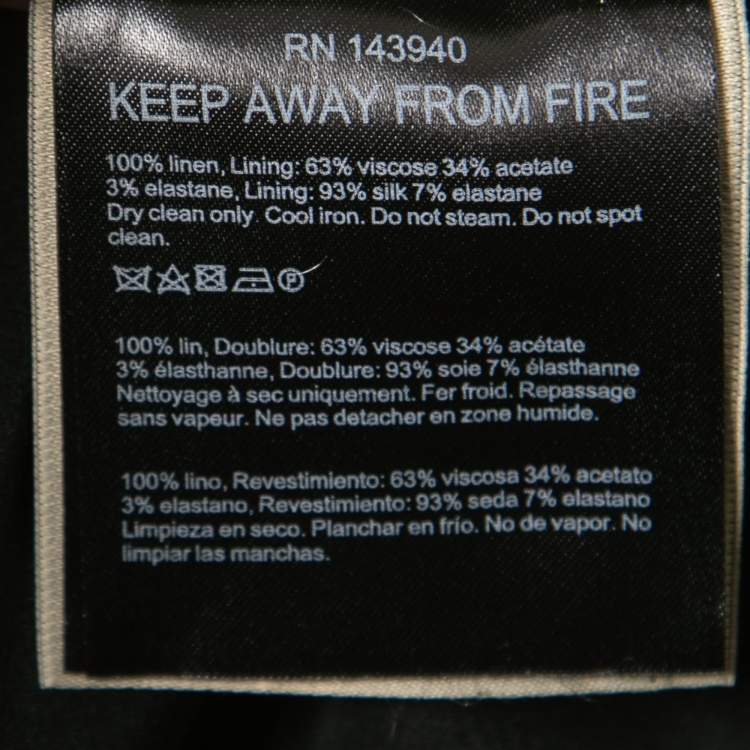 RN 143940
KEEP AWAY FROM FIRE
100% linen, Lining: 63% viscose 34% acetate
3% elastane, Lining: 93% silk 7% elastane
Dry clean only. Cool iron. Do not steam. Do not spot
clean.
P
100% lin, Doublure: 63% viscose 34% acétate
3% élasthanne, Doublure: 93% soie 7% élasthanne
Nettoyage à sec uniquement. Fer froid. Repassage
sans vapeur. Ne pas detacher en zone humide.
100% lino, Revestimiento: 63% viscosa 34% acetato
3% elastano, Revestimiento: 93% seda 7% elastano
Limpieza en seco. Planchar en frío. No de vapor. No
limpiar las manchas.